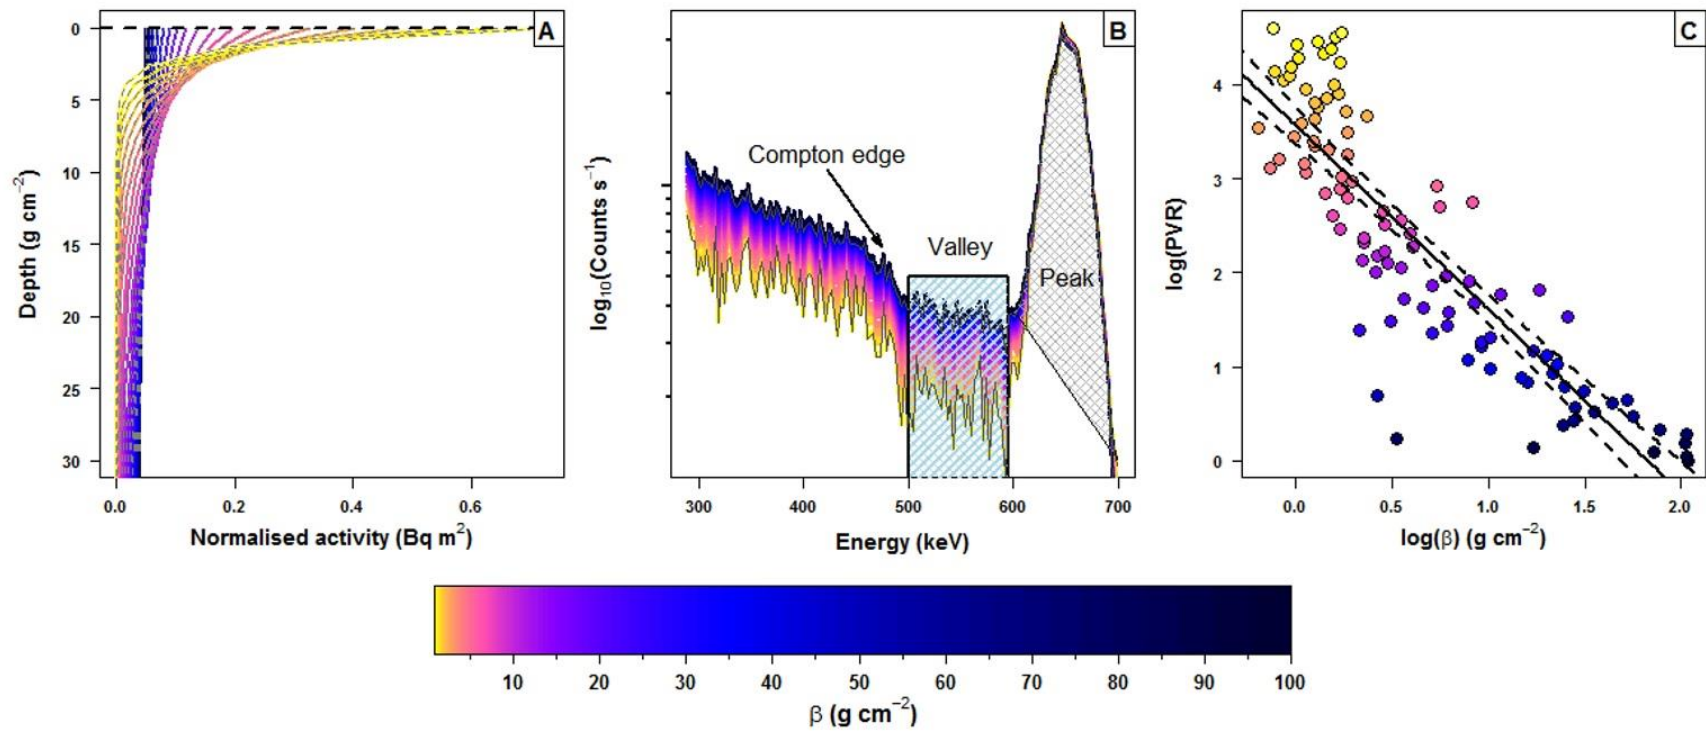 A
0
5
10
15
20
25
30
Depth (g cm⁻²)
0.0 0.2 0.4 0.6
Normalised activity (Bq m²)
B
Compton edge
Valley
Peak
log₁₀(Counts s⁻¹)
300 400 500 600 700
Energy (keV)
C
4
3
2
1
0
log(PVR)
0.0 0.5 1.0 1.5 2.0
log(β) (g cm⁻²)
10 20 30 40 50 60 70 80 90 100
β (g cm⁻²)